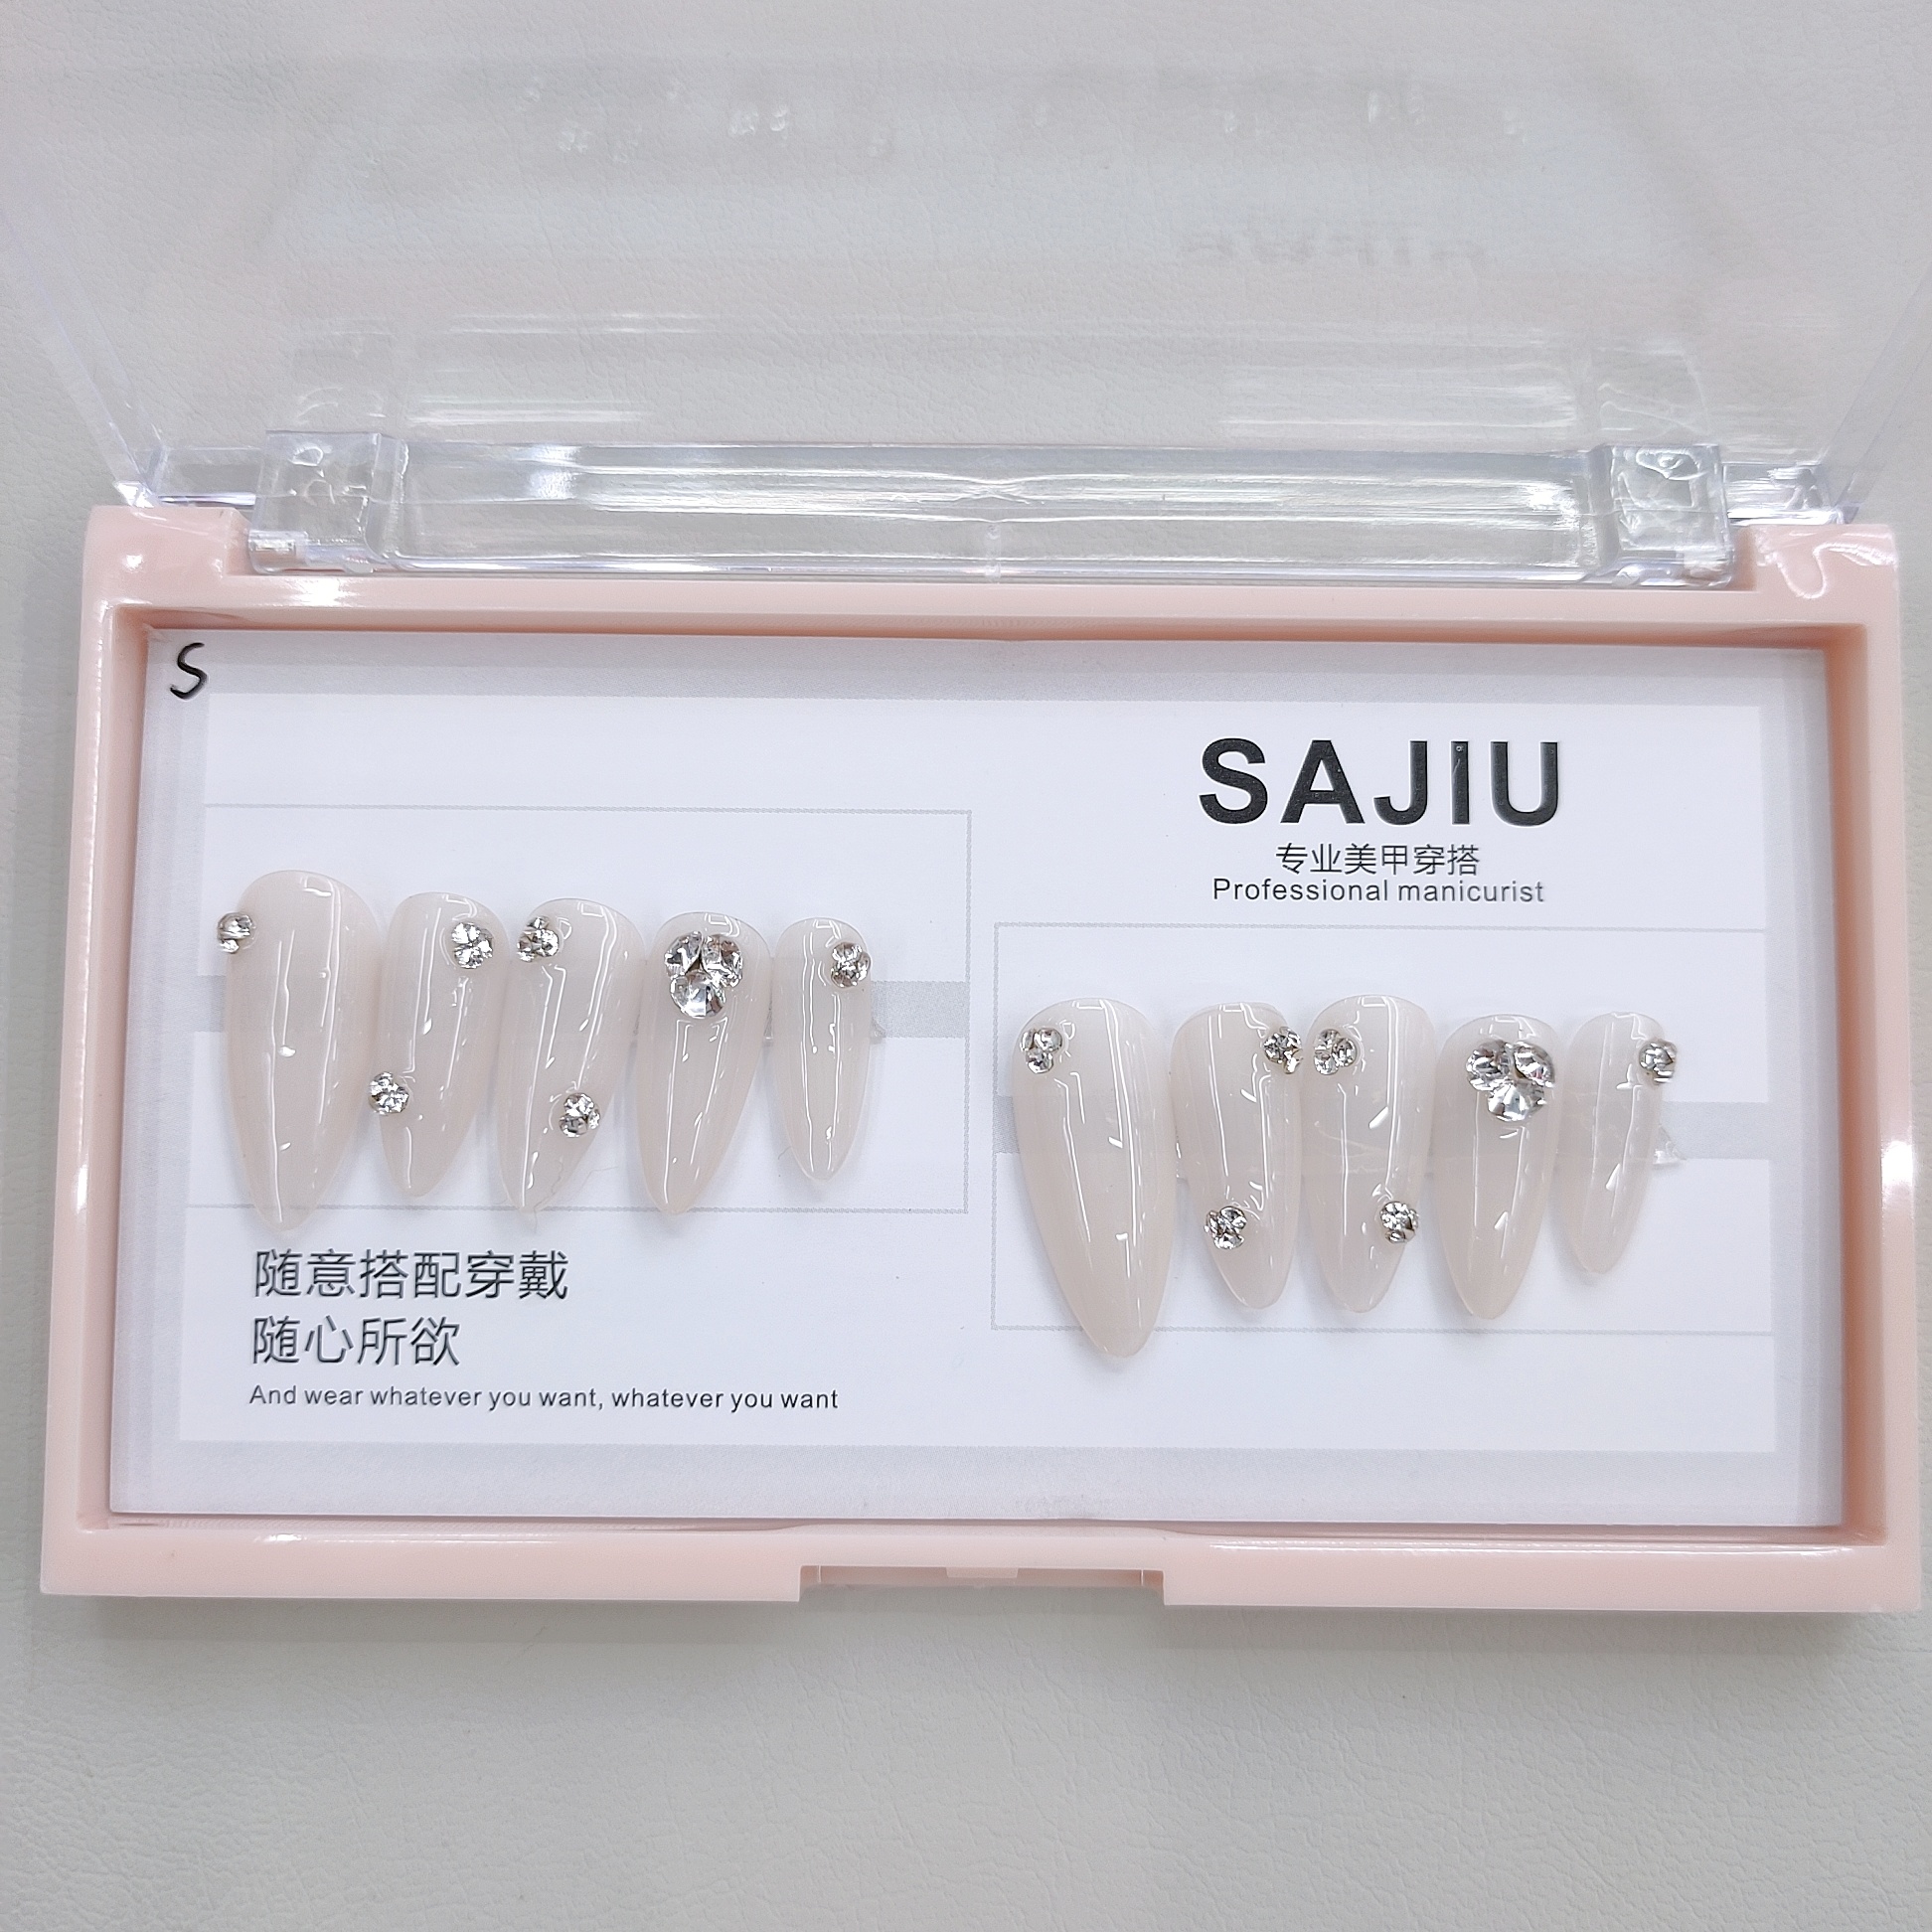 S
SAJIU
专业美甲穿搭
Professional manicurist
随意搭配穿戴
随心所欲
And wear whatever you want, whatever you want